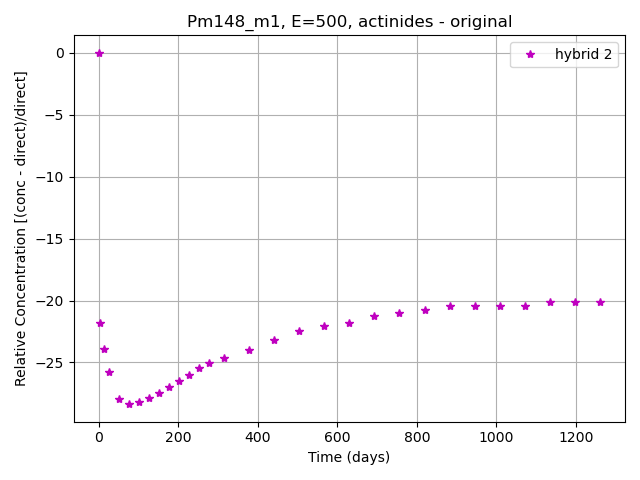 Pm148_m1, E=500, actinides - original
hybrid 2
Relative Concentration [(conc - direct)/direct]
0
−5
−10
−15
−20
−25
0 200 400 600 800 1000 1200
Time (days)